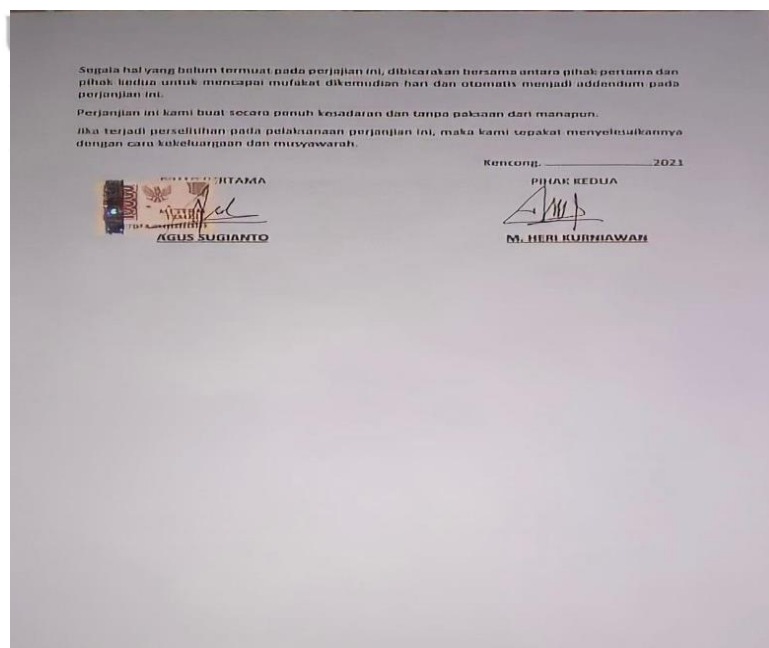 Segala hal yang belum termuat pada perjajian ini, dibicarakan bersama antara pihak pertama dan
pihak kedua untuk mencapai mufakat dikemudian hari dan otomatis menjadi addendum pada
perjanjian ini.
Perjanjian ini kami buat secara penuh kesadaran dan tanpa paksaan dari manapun.
Jika terjadi perselisihan pada pelaksanaan perjanjian ini, maka kami sepakat menyelesaikannya
dengan cara kekeluargaan dan musyawarah.
Kencong, 2021
PIHAK KEDUA
10000
AGUS SUGIANTO
M. HERI KURNIAWAN